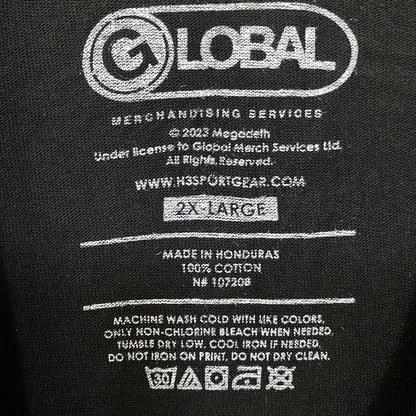 GLOBAL
MERCHANDISING SERVICES
© 2023 Megadeth
Under license to Global Merch Services Ltd.
All Rights Reserved.
WWW.H3SPORTGEAR.COM
2X-LARGE
MADE IN HONDURAS
100% COTTON
N# 107208
MACHINE WASH COLD WITH LIKE COLORS,
ONLY NON-CHLORINE BLEACH WHEN NEEDED,
TUMBLE DRY LOW, COOL IRON IF NEEDED.
DO NOT IRON ON PRINT, DO NOT DRY CLEAN.
30